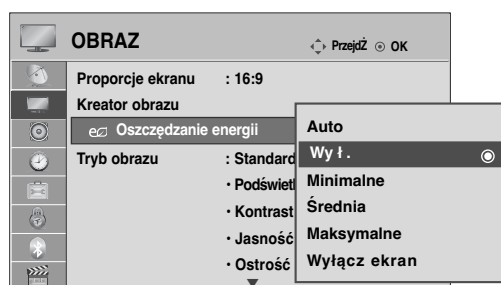 OBRAZ
PrzejdŹ OK
Proporcje ekranu : 16:9
Kreator obrazu
Oszczędzanie energii
Tryb obrazu : Standard
• Podświetl
• Kontrast
• Jasność
• Ostrość
Auto
Wył.
Minimalne
Średnia
Maksymalne
Wyłącz ekran